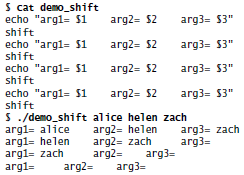 $ cat demo_shift
echo "arg1= $1    arg2= $2    arg3= $3"
shift
echo "arg1= $1    arg2= $2    arg3= $3"
shift
echo "arg1= $1    arg2= $2    arg3= $3"
shift
echo "arg1= $1    arg2= $2    arg3= $3"
shift
$ ./demo_shift alice helen zach
arg1= alice    arg2= helen    arg3= zach
arg1= helen    arg2= zach    arg3=
arg1= zach    arg2=    arg3=
arg1=    arg2=    arg3=